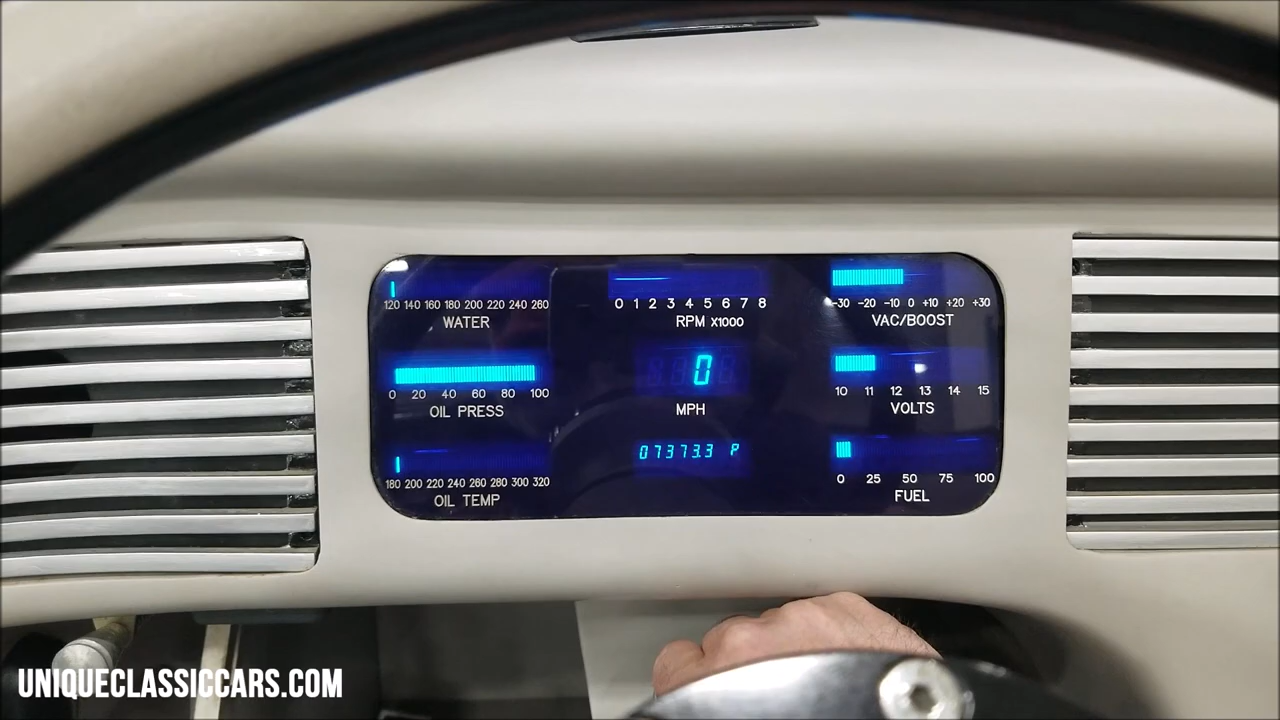 120 140 160 180 200 220 240 260
WATER
0 1 2 3 4 5 6 7 8
RPM X1000
-30 -20 -10 0 +10 +20 +30
VAC/BOOST
0 20 40 60 80 100
OIL PRESS
0
MPH
10 11 12 13 14 15
VOLTS
180 200 220 240 260 280 300 320
OIL TEMP
07373.3 P
0 25 50 75 100
FUEL
UNIQUECLASSICCARS.COM